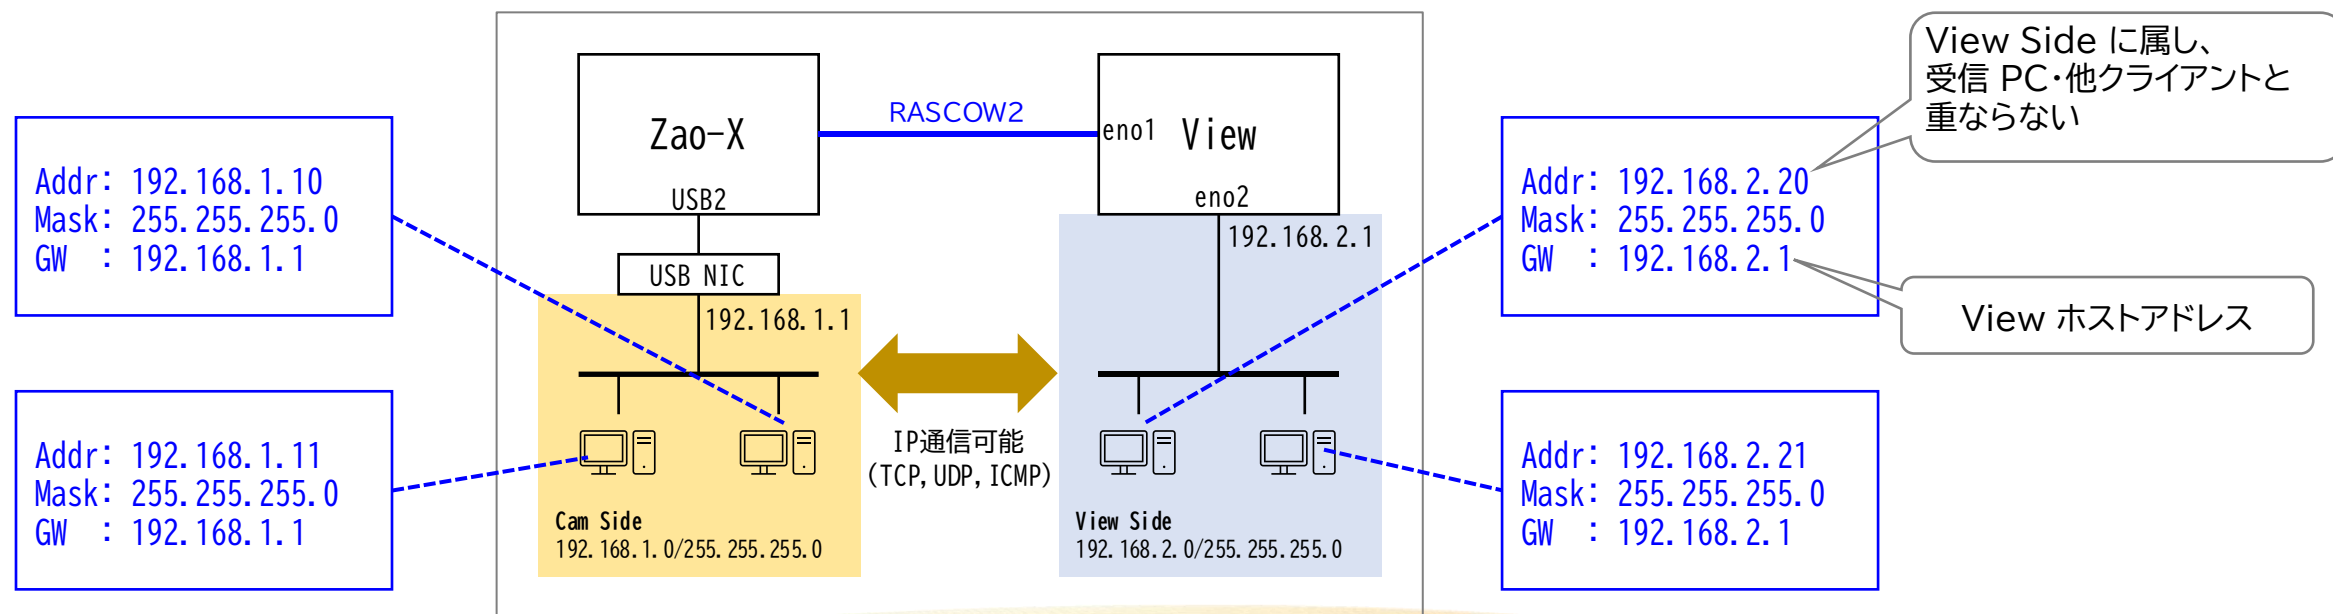 View Side に属し、
受信 PC・他クライアントと
重ならない
RASCOW2
Zao-X
eno1
View
USB2
eno2
Addr: 192.168.1.10
Mask: 255.255.255.0
GW : 192.168.1.1
Addr: 192.168.2.20
Mask: 255.255.255.0
GW : 192.168.2.1
192.168.2.1
USB NIC
192.168.1.1
View ホストアドレス
IP通信可能
(TCP,UDP,ICMP)
Addr: 192.168.1.11
Mask: 255.255.255.0
GW : 192.168.1.1
Addr: 192.168.2.21
Mask: 255.255.255.0
GW : 192.168.2.1
Cam Side
192.168.1.0/255.255.255.0
View Side
192.168.2.0/255.255.255.0